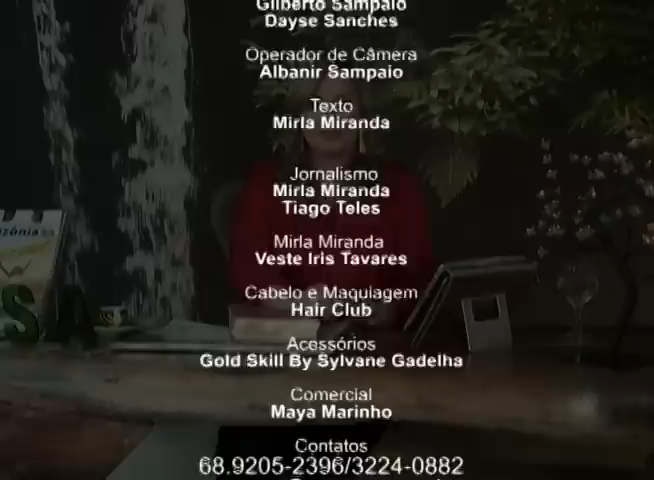 Gilberto Sampaio
Dayse Sanches
Operador de Câmera
Albanir Sampaio
Texto
Mirla Miranda
Jornalismo
Mirla Miranda
Tiago Teles
Mirla Miranda
Veste Iris Tavares
Cabelo e Maquiagem
Hair Club
Acessórios
Gold Skill By Sylvane Gadelha
Comercial
Maya Marinho
Contatos
68.9205-2396/3224-0882